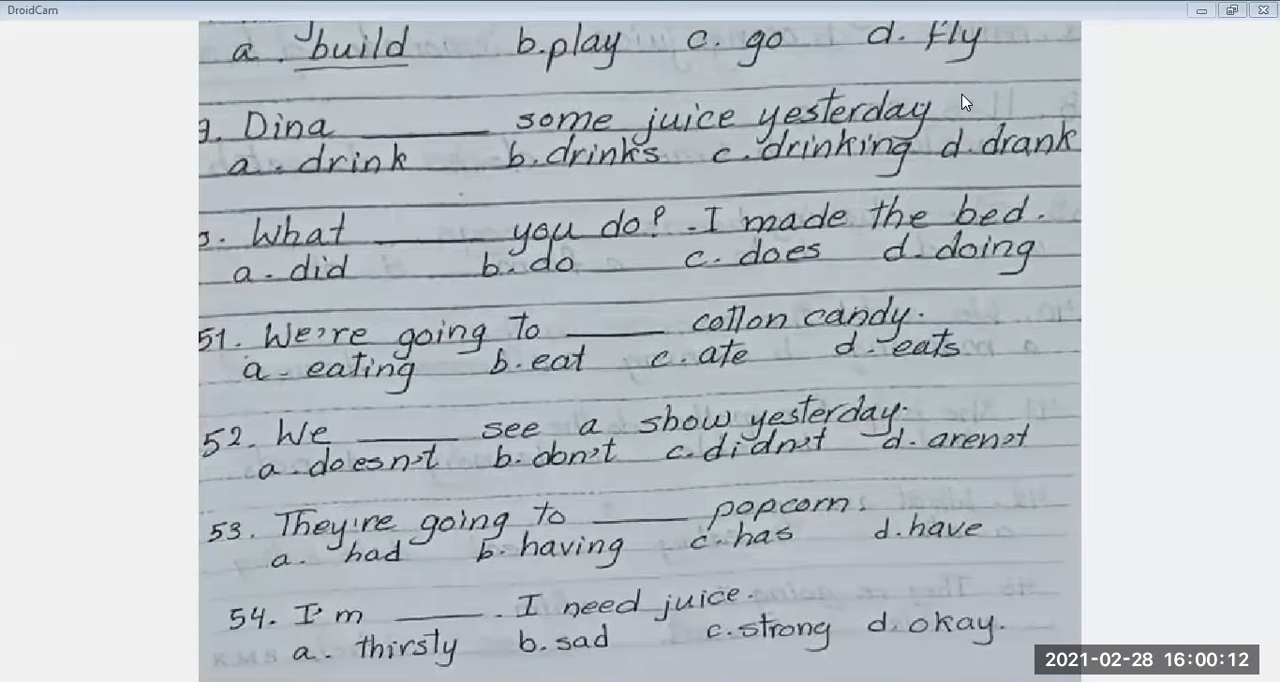 DroidCam
a. build b. play c. go d. fly
9. Dina ______ some juice yesterday
a. drink b. drinks c. drinking d. drank
0. What ______ you do? - I made the bed.
a. did b. do c. does d. doing
51. We're going to ______ cotton candy.
a. eating b. eat c. ate d. eats
52. We ______ see a show yesterday.
a. doesn't b. don't c. didn't d. aren't
53. They're going to ______ popcorn.
a. had b. having c. has d. have
54. I'm ______. I need juice.
a. thirsty b. sad c. strong d. okay.
2021-02-28 16:00:12